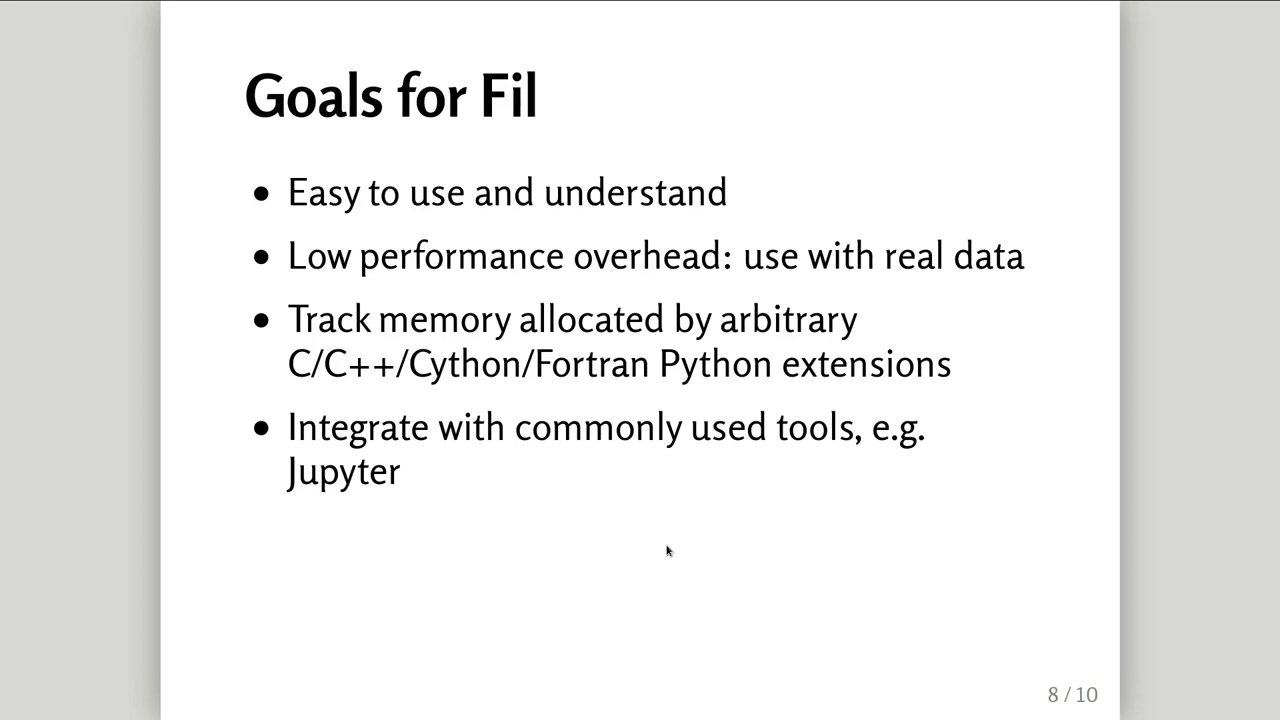 Goals for Fil
• Easy to use and understand
• Low performance overhead: use with real data
• Track memory allocated by arbitrary
C/C++/Cython/Fortran Python extensions
• Integrate with commonly used tools, e.g.
Jupyter
8 / 10